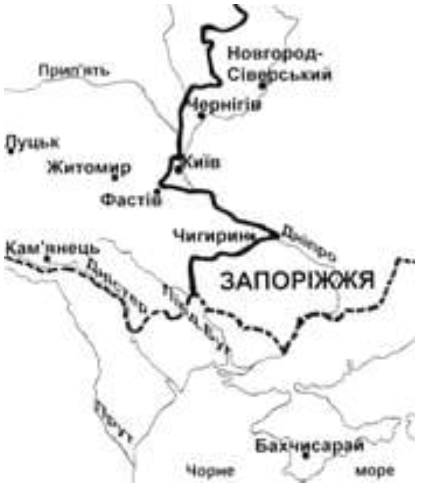 Новгород-
Сіверський
Прип'ять
Чернігів
Луцьк
Київ
Житомир
Фастів
Чигирин
Дніпро
Кам'янець
Дністер
Півд. Буг
ЗАПОРІЖЖЯ
Прут
Бахчисарай
Чорне море